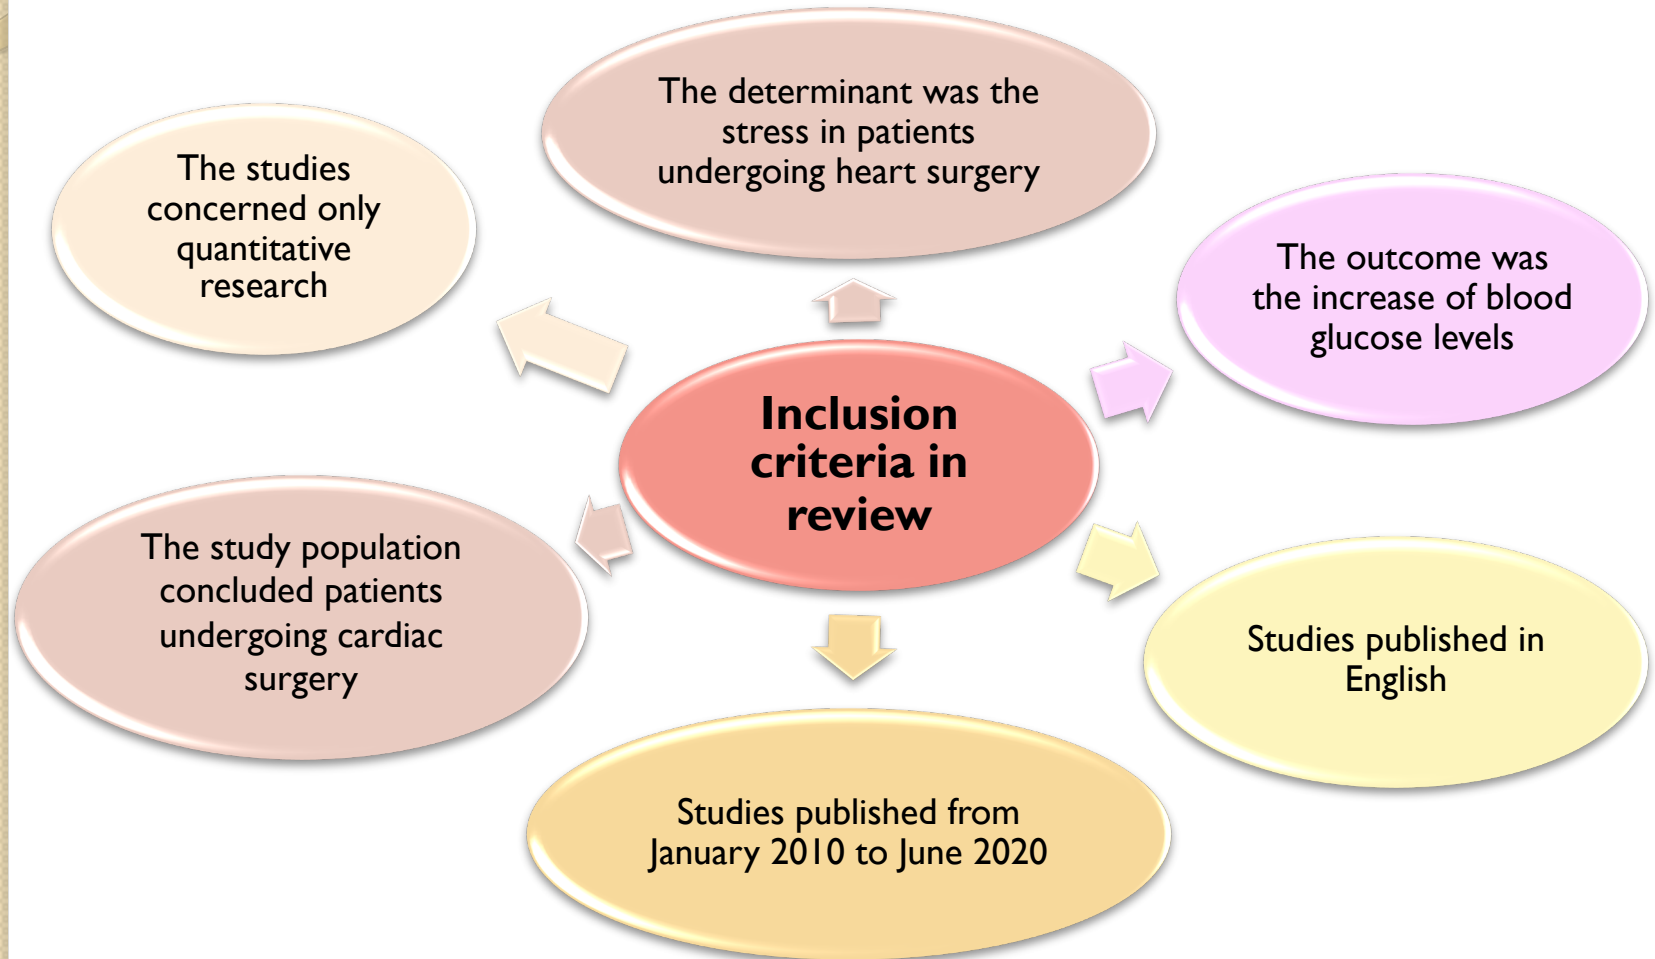 The determinant was the
stress in patients
undergoing heart surgery
The studies
concerned only
quantitative
research
The outcome was
the increase of blood
glucose levels
Inclusion
criteria in
review
The study population
concluded patients
undergoing cardiac
surgery
Studies published in
English
Studies published from
January 2010 to June 2020